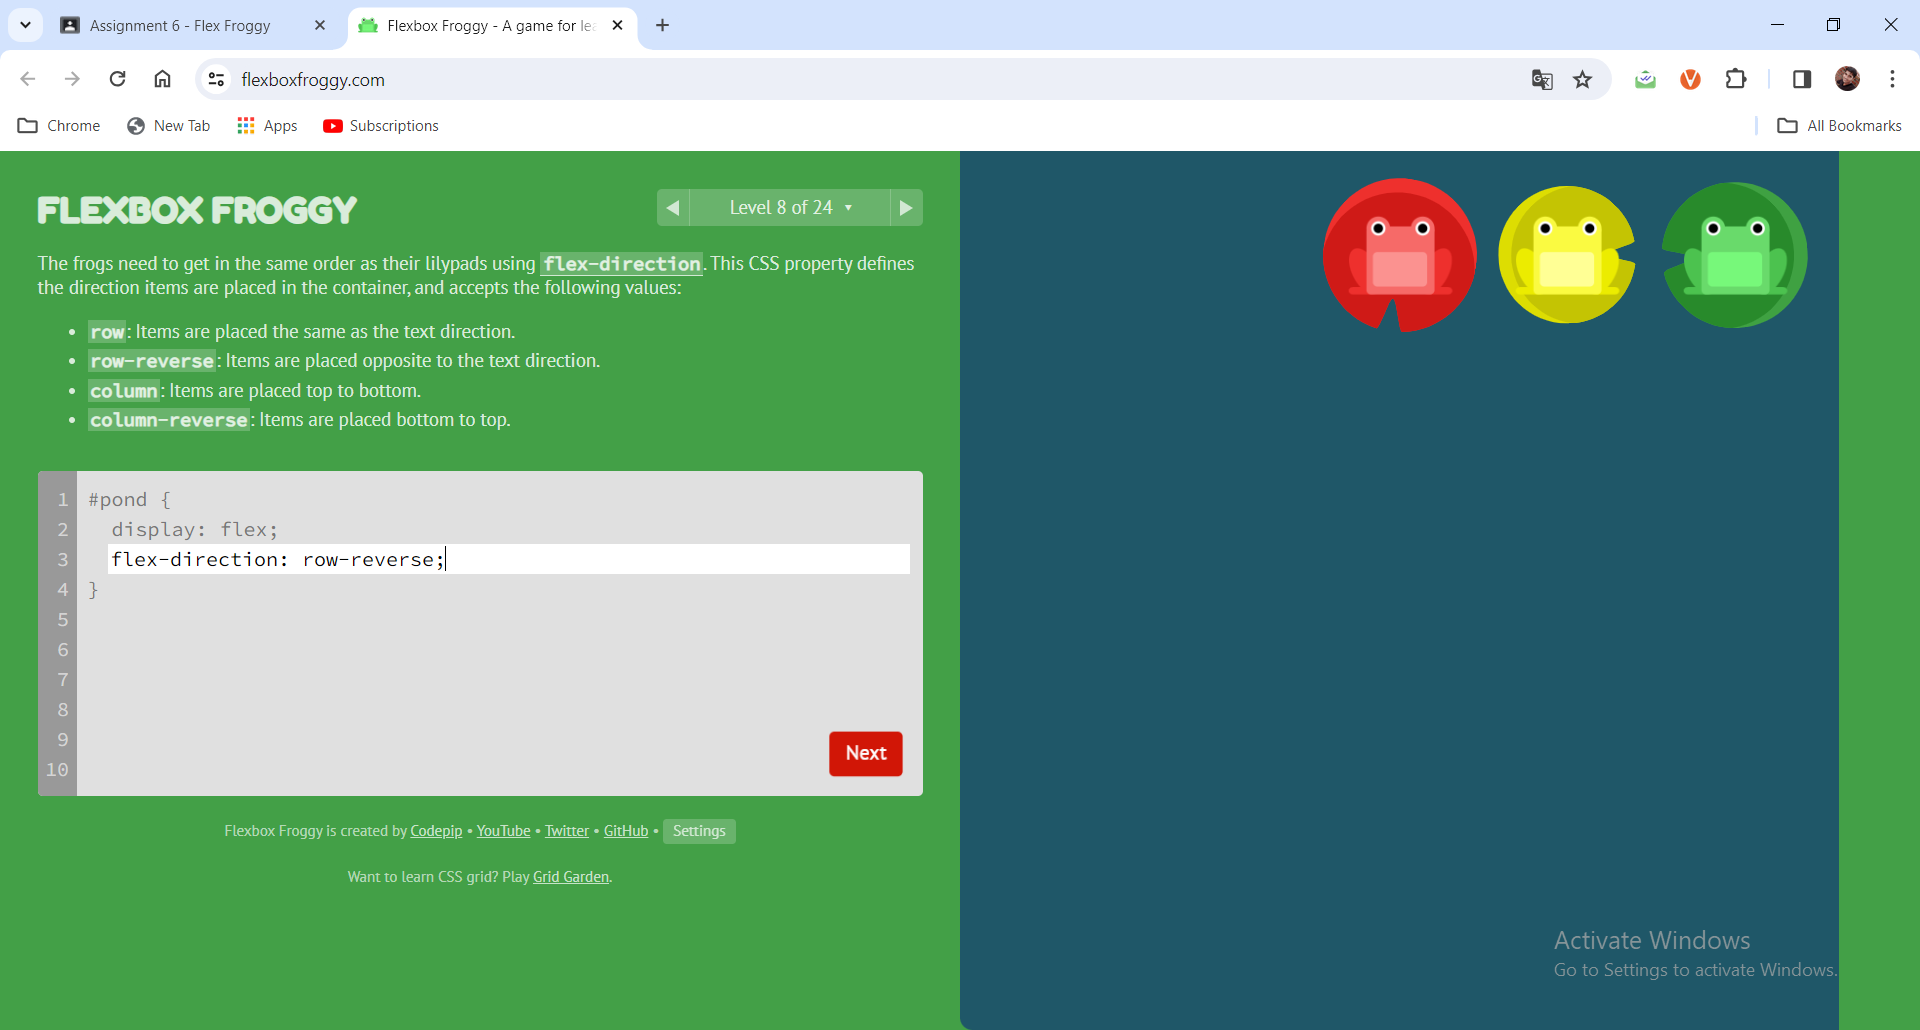 Assignment 6 - Flex Froggy
Flexbox Froggy - A game for lea
flexboxfroggy.com
Chrome
New Tab
Apps
Subscriptions
All Bookmarks
FLEXBOX FROGGY
Level 8 of 24
The frogs need to get in the same order as their lilypads using flex-direction. This CSS property defines
the direction items are placed in the container, and accepts the following values:
• row: Items are placed the same as the text direction.
• row-reverse: Items are placed opposite to the text direction.
• column: Items are placed top to bottom.
• column-reverse: Items are placed bottom to top.
1 #pond {
2 display: flex;
3 flex-direction: row-reverse;
4 }
5
6
7
8
9
10
Next
Flexbox Froggy is created by Codepip • YouTube • Twitter • GitHub • Settings
Want to learn CSS grid? Play Grid Garden.
Activate Windows
Go to Settings to activate Windows.